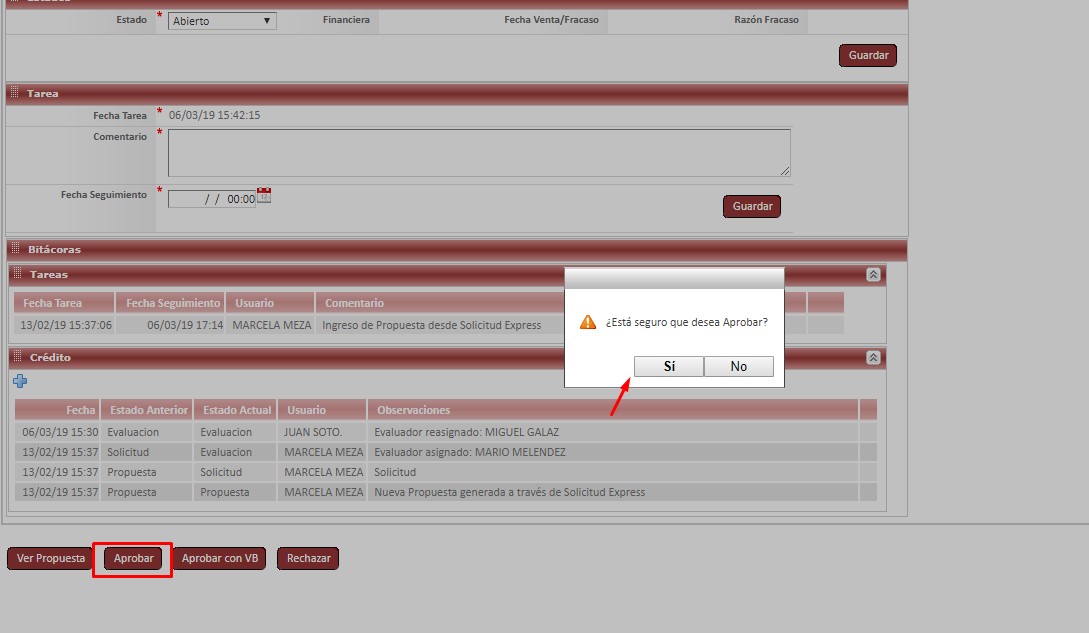 Estado * Abierto Financiera Fecha Venta/Fracaso Razón Fracaso
Guardar
Tarea
Fecha Tarea * 06/03/19 15:42:15
Comentario *
Fecha Seguimiento * / / 00:00
Guardar
Bitácoras
Tareas
Fecha Tarea Fecha Seguimiento Usuario Comentario
13/02/19 15:37:06 06/03/19 17:14 MARCELA MEZA Ingreso de Propuesta desde Solicitud Express
¿Está seguro que desea Aprobar?
Sí No
Crédito
Fecha Estado Anterior Estado Actual Usuario Observaciones
06/03/19 15:30 Evaluacion Evaluacion JUAN SOTO. Evaluador reasignado: MIGUEL GALAZ
13/02/19 15:37 Solicitud Evaluacion MARCELA MEZA Evaluador asignado: MARIO MELENDEZ
13/02/19 15:37 Propuesta Solicitud MARCELA MEZA Solicitud
13/02/19 15:37 Propuesta Propuesta MARCELA MEZA Nueva Propuesta generada a través de Solicitud Express
Ver Propuesta Aprobar Aprobar con VB Rechazar